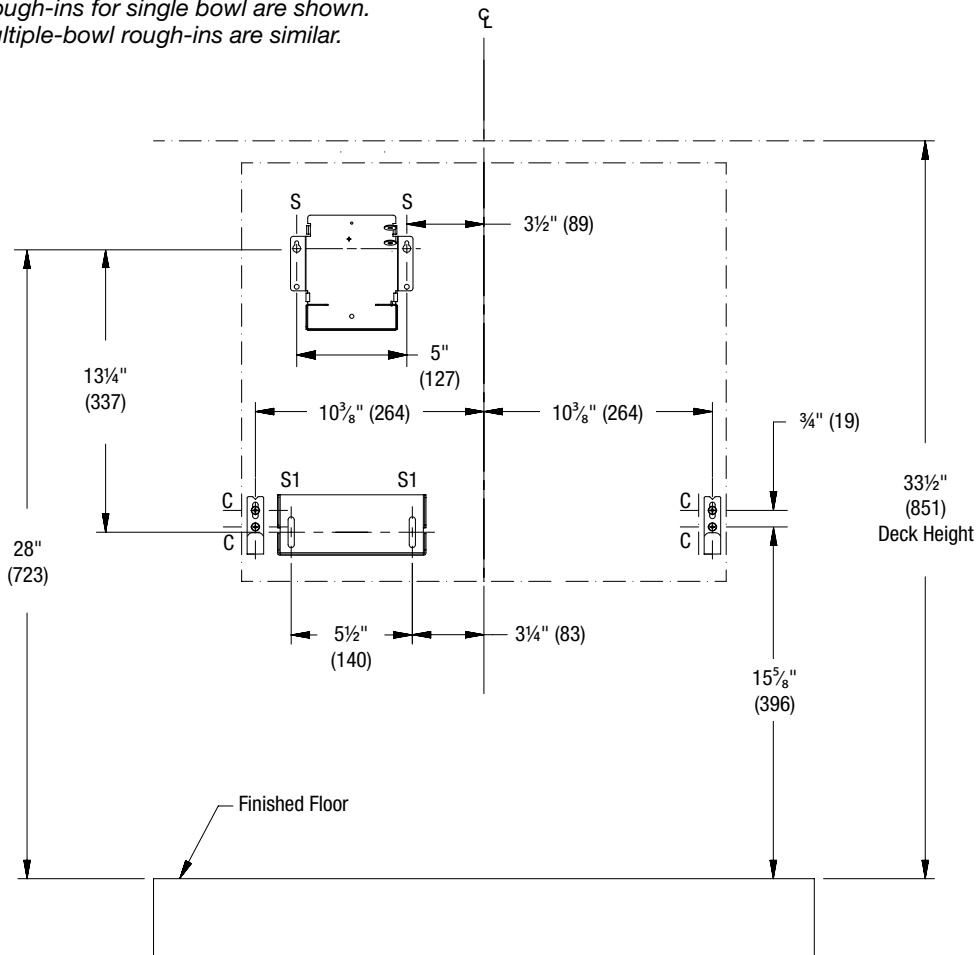 ough-ins for single bowl are shown.
ultiple-bowl rough-ins are similar.
℄
S S
3½" (89)
5"
(127)
13¼"
(337)
10⅜" (264) 10⅜" (264)
¾" (19)
S1 S1
C C
C C
33½"
(851)
Deck Height
28"
(723)
5½"
(140)
3¼" (83)
15⅝"
(396)
Finished Floor